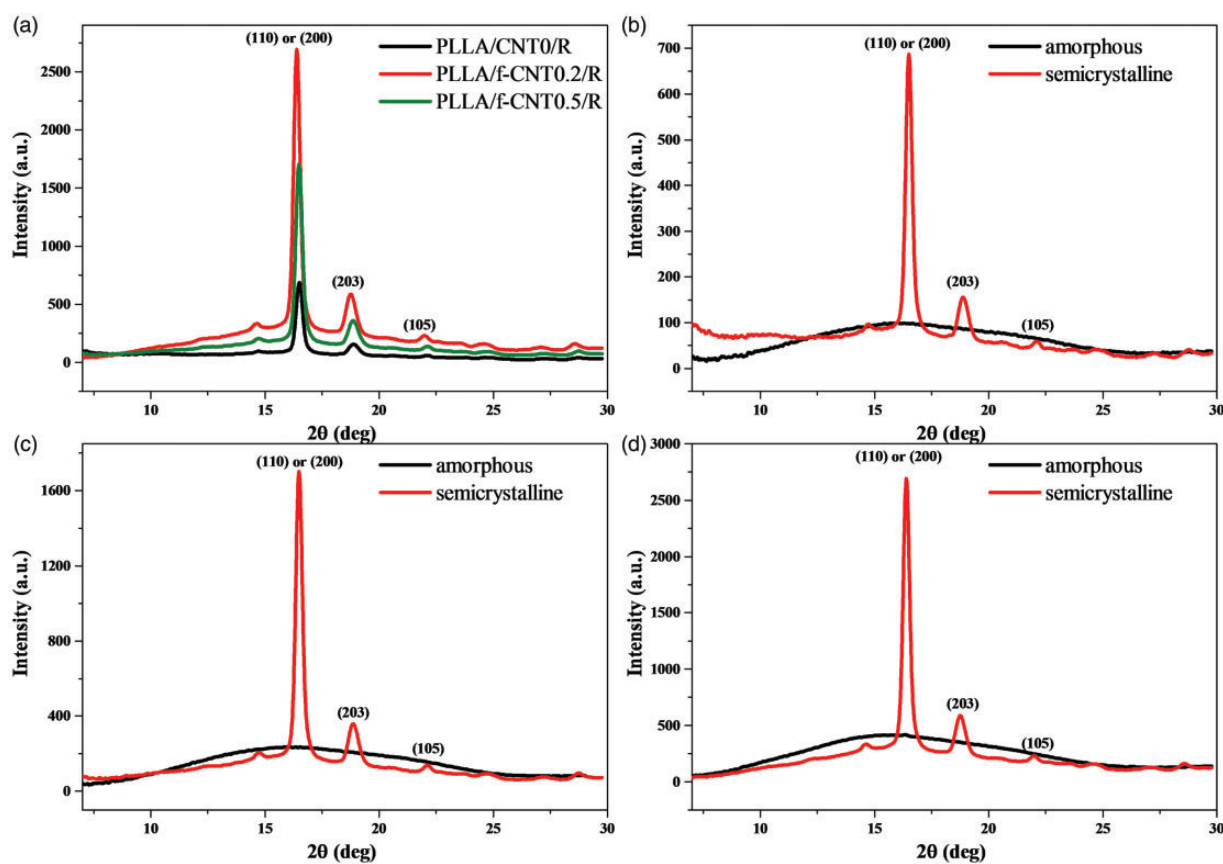 (a)
(110) or (200)
PLLA/CNT0/R
PLLA/f-CNT0.2/R
PLLA/f-CNT0.5/R
(203)
(105)
2500
2000
1500
1000
500
0
Intensity (a.u.)
10 15 20 25 30
2θ (deg)
(b)
(110) or (200)
amorphous
semicrystalline
(203)
(105)
700
600
500
400
300
200
100
0
Intensity (a.u.)
10 15 20 25 30
2θ (deg)
(c)
(110) or (200)
amorphous
semicrystalline
(203)
(105)
1600
1200
800
400
0
Intensity (a.u.)
10 15 20 25 30
2θ (deg)
(d)
(110) or (200)
amorphous
semicrystalline
(203)
(105)
3000
2500
2000
1500
1000
500
0
Intensity (a.u.)
10 15 20 25 30
2θ (deg)